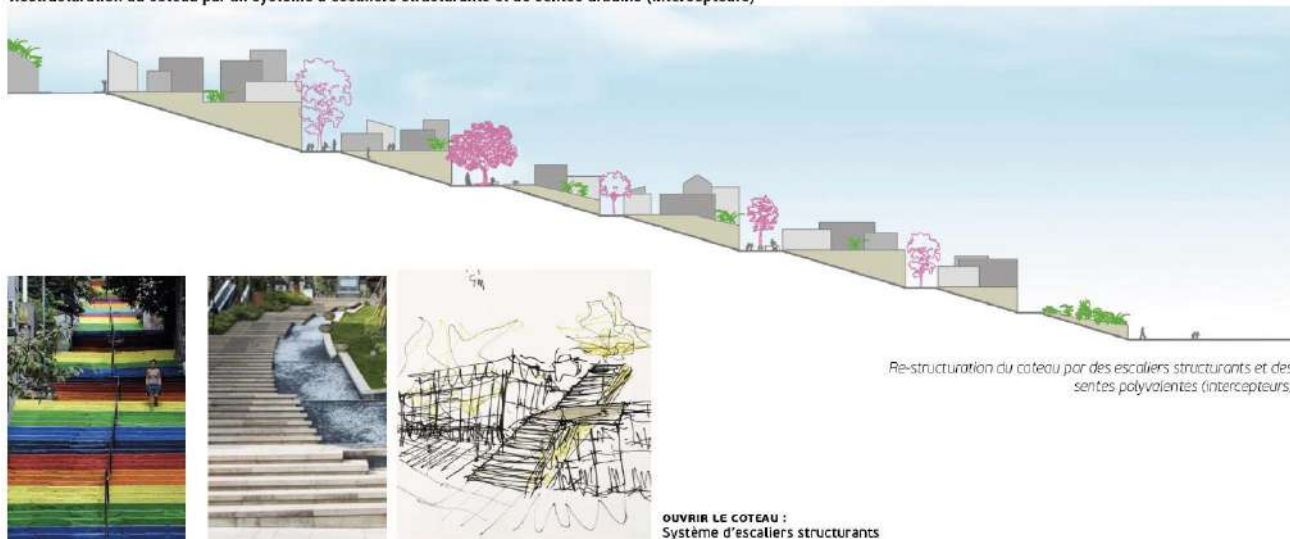 Re-structuration du coteau par des escaliers structurants et des
sentes polyvalentes (intercepteurs)
OUVRIR LE COTEAU :
Système d'escaliers structurants